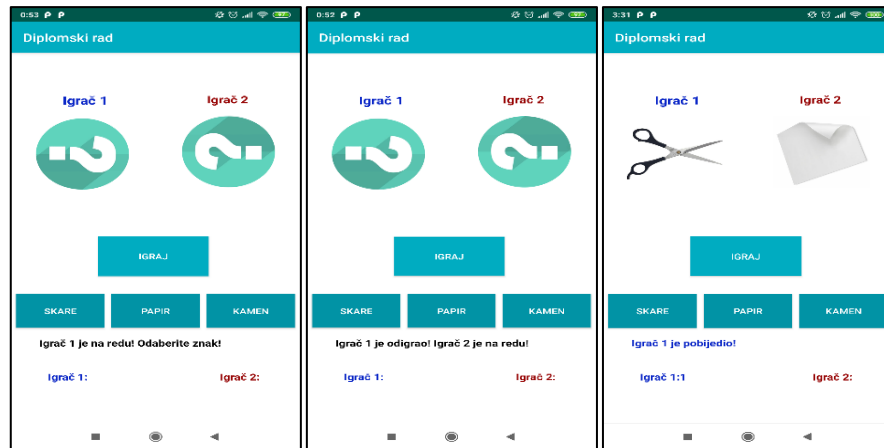 0:53
Diplomski rad
Igrač 1
Igrač 2
IGRAJ
SKARE
PAPIR
KAMEN
Igrač 1 je na redu! Odaberite znak!
Igrač 1:
Igrač 2:
0:52
Diplomski rad
Igrač 1
Igrač 2
IGRAJ
SKARE
PAPIR
KAMEN
Igrač 1 je odigrao! Igrač 2 je na redu!
Igrač 1:
Igrač 2:
3:31
Diplomski rad
Igrač 1
Igrač 2
IGRAJ
SKARE
PAPIR
KAMEN
Igrač 1 je pobijedio!
Igrač 1:1
Igrač 2: